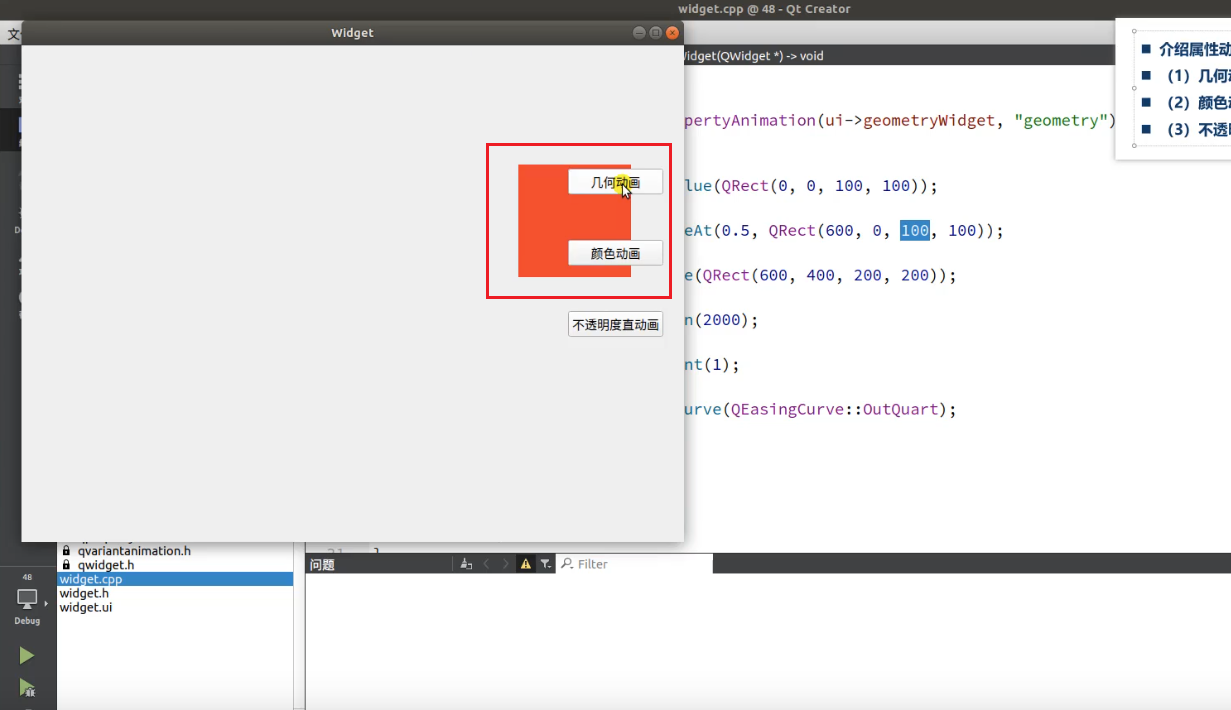 widget.cpp @ 48 - Qt Creator
Widget
Widget(QWidget *) -> void
介绍属性动
(1)几何
(2)颜色
(3)不透
pertyAnimation(ui->geometryWidget, "geometry")
几何动画
lue(QRect(0, 0, 100, 100));
eAt(0.5, QRect(600, 0, 100, 100));
颜色动画
e(QRect(600, 400, 200, 200));
不透明度直动画
n(2000);
nt(1);
urve(QEasingCurve::OutQuart);
qvariantanimation.h
qwidget.h
widget.cpp
widget.h
widget.ui
问题
Filter
48
Debug